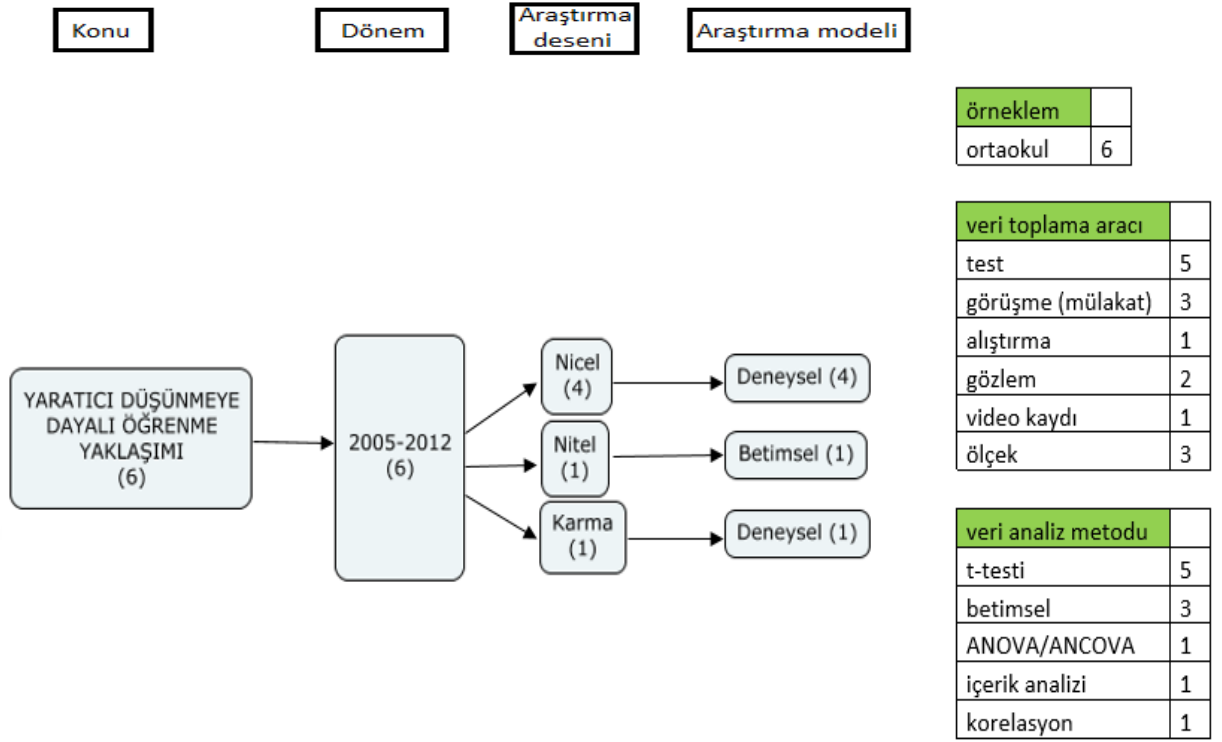 Konu
Dönem
Araştırma
deseni
Araştırma modeli
örneklem
ortaokul 6
veri toplama aracı
test 5
görüşme (mülakat) 3
alıştırma 1
gözlem 2
video kaydı 1
ölçek 3
YARATICI DÜŞÜNMEYE
DAYALI ÖĞRENME
YAKLAŞIMI
(6)
2005-2012
(6)
Nicel
(4)
Deneysel (4)
Nitel
(1)
Betimsel (1)
Karma
(1)
Deneysel (1)
veri analiz metodu
t-testi 5
betimsel 3
ANOVA/ANCOVA 1
içerik analizi 1
korelasyon 1